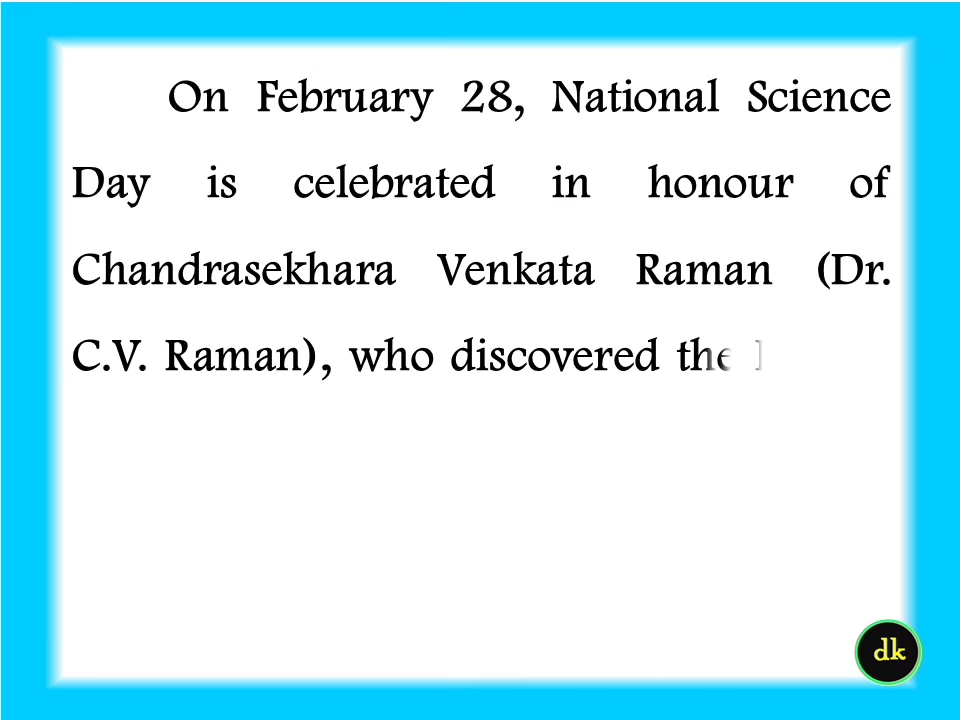 On February 28, National Science
Day is celebrated in honour of
Chandrasekhara Venkata Raman (Dr.
C.V. Raman), who discovered the
dk